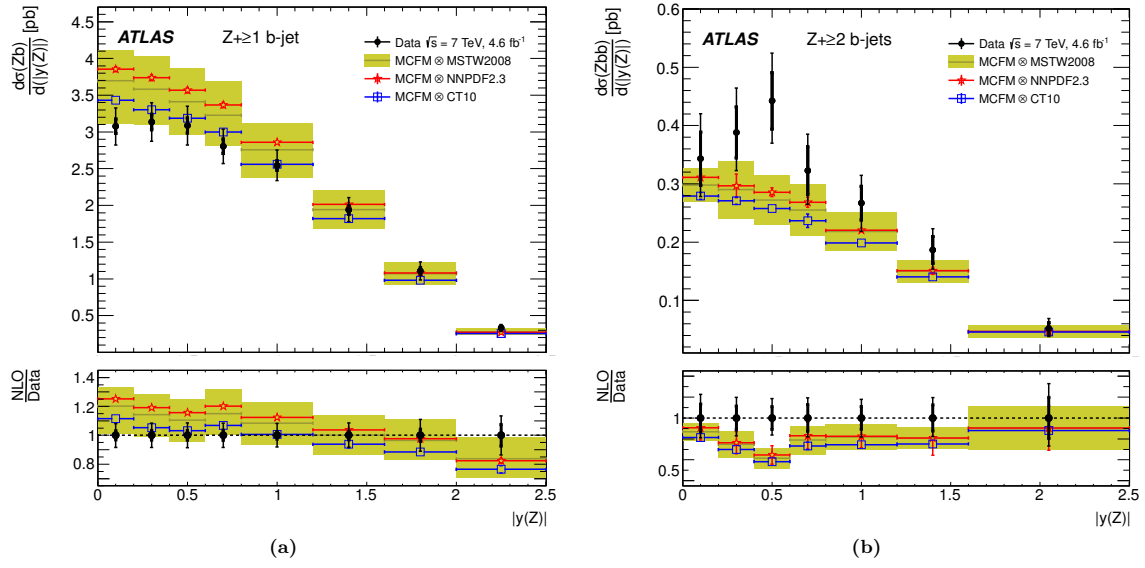 dσ(Zb)/d(|y(Z)|) [pb]
ATLAS Z+≥1 b-jet
Data √s = 7 TeV, 4.6 fb⁻¹
MCFM ⊗ MSTW2008
MCFM ⊗ NNPDF2.3
MCFM ⊗ CT10
4.5
4
3.5
3
2.5
2
1.5
1
0.5
NLO/Data
1.4
1.2
1
0.8
0 0.5 1 1.5 2 2.5
|y(Z)|
(a)
dσ(Zbb)/d(|y(Z)|) [pb]
ATLAS Z+≥2 b-jets
Data √s = 7 TeV, 4.6 fb⁻¹
MCFM ⊗ MSTW2008
MCFM ⊗ NNPDF2.3
MCFM ⊗ CT10
0.6
0.5
0.4
0.3
0.2
0.1
NLO/Data
1
0.5
0 0.5 1 1.5 2 2.5
|y(Z)|
(b)